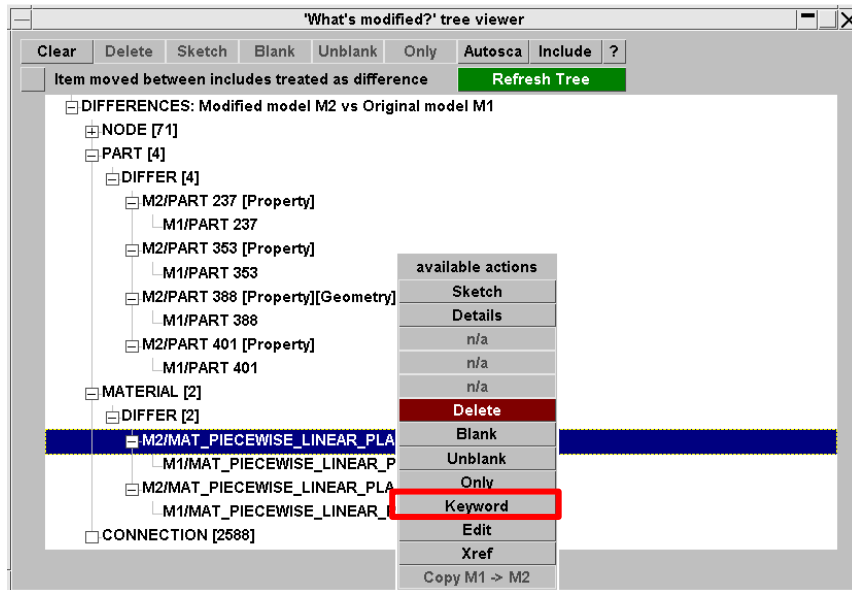 'What's modified?' tree viewer
Clear Delete Sketch Blank Unblank Only Autosca Include ?
Item moved between includes treated as difference Refresh Tree
DIFFERENCES: Modified model M2 vs Original model M1
NODE [71]
PART [4]
DIFFER [4]
M2/PART 237 [Property]
M1/PART 237
M2/PART 353 [Property]
M1/PART 353
M2/PART 388 [Property][Geometry]
M1/PART 388
M2/PART 401 [Property]
M1/PART 401
MATERIAL [2]
DIFFER [2]
M2/MAT_PIECEWISE_LINEAR_PLA
M1/MAT_PIECEWISE_LINEAR_P
M2/MAT_PIECEWISE_LINEAR_PLA
M1/MAT_PIECEWISE_LINEAR_
CONNECTION [2588]
available actions
Sketch
Details
n/a
n/a
n/a
Delete
Blank
Unblank
Only
Keyword
Edit
Xref
Copy M1 -> M2